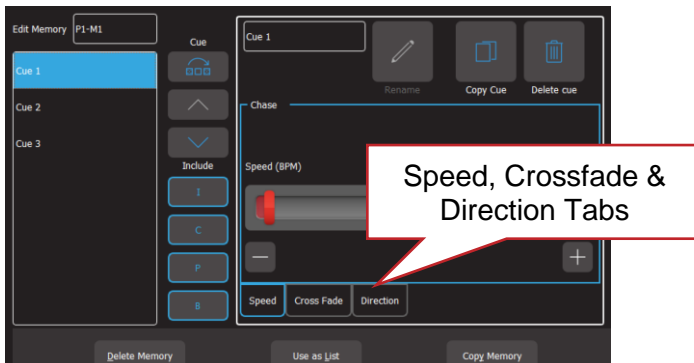 Edit Memory P1-M1
Cue
Cue 1
Cue 2
Cue 3
Include
I
C
P
B
Cue 1
Rename
Copy Cue
Delete cue
Chase
Speed (BPM)
Speed, Crossfade &
Direction Tabs
Speed
Cross Fade
Direction
Delete Memory
Use as List
Copy Memory